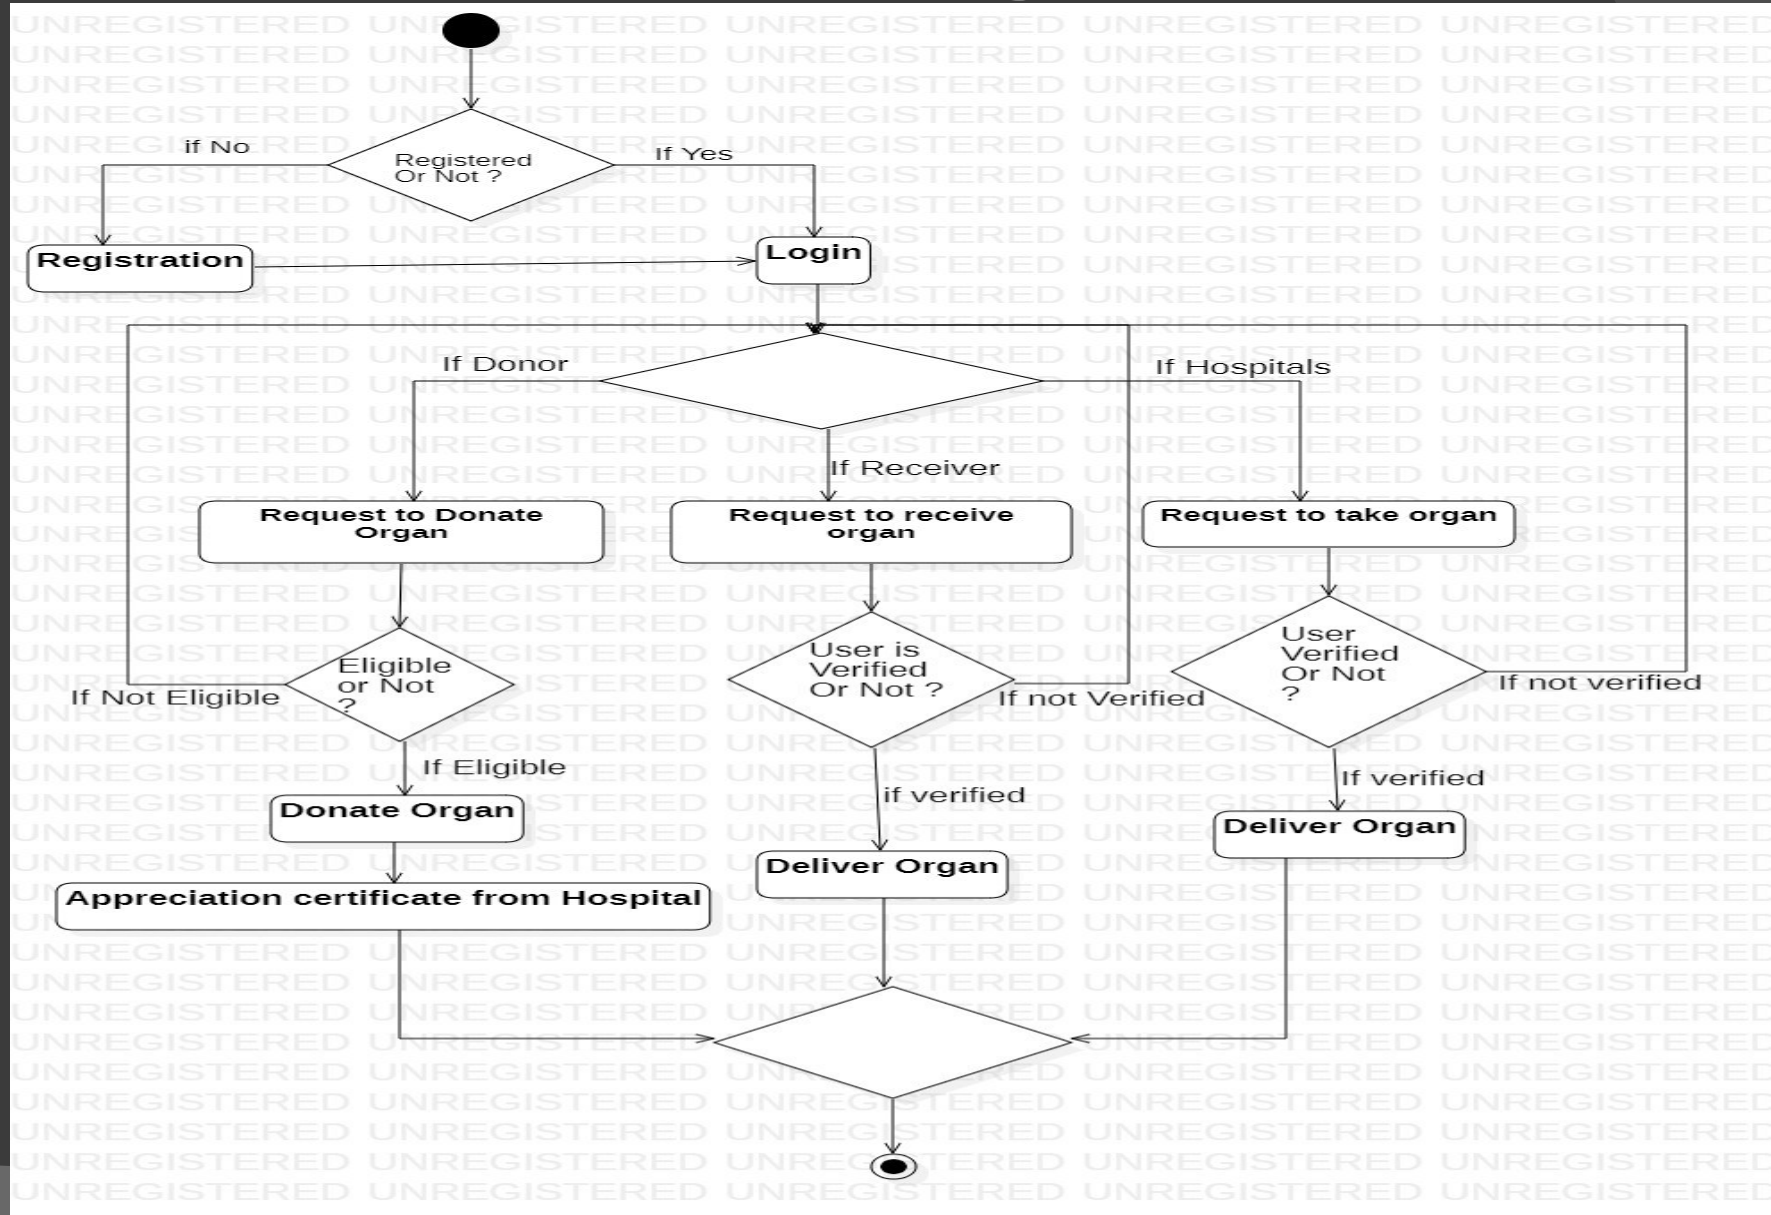 if No
If Yes
Registered
Or Not ?
Registration
Login
If Donor
If Hospitals
If Receiver
Request to Donate
Organ
Request to receive
organ
Request to take organ
Eligible
or Not
?
If Not Eligible
User is
Verified
Or Not ?
If not Verified
User
Verified
Or Not
?
If not verified
If Eligible
if verified
If verified
Donate Organ
Deliver Organ
Deliver Organ
Appreciation certificate from Hospital
UNREGISTERED